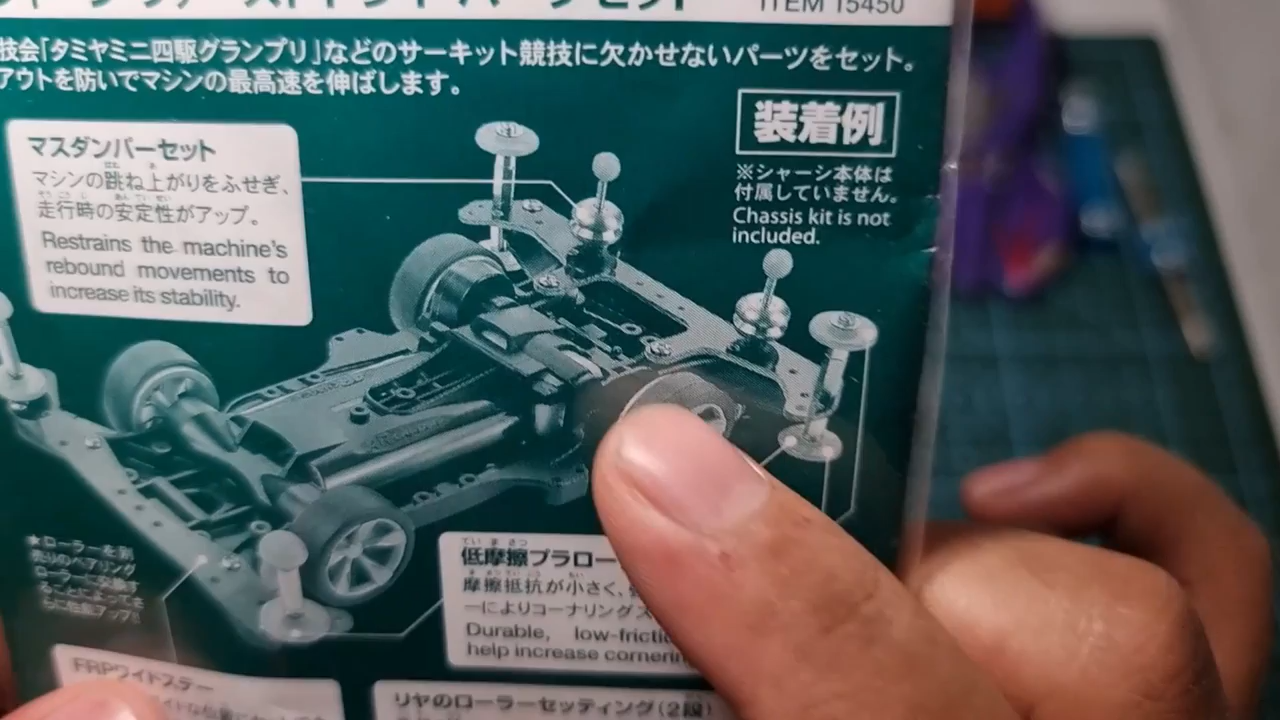 ITEM 15450
技会「タミヤミニ四駆グランプリ」などのサーキット競技に欠かせないパーツをセット。
アウトを防いでマシンの最高速を伸ばします。
装着例
※シャーシ本体は
付属していません。
Chassis kit is not
included.
マスダンパーセット
マシンの跳ね上がりをふせぎ、
走行時の安定性がアップ。
Restrains the machine's
rebound movements to
increase its stability.
低摩擦プラロー
摩擦抵抗が小さく、
ーによりコーナリングス
Durable, low-fricti
help increase cornerin
FRPワイドステー
リヤのローラーセッティング(2段)